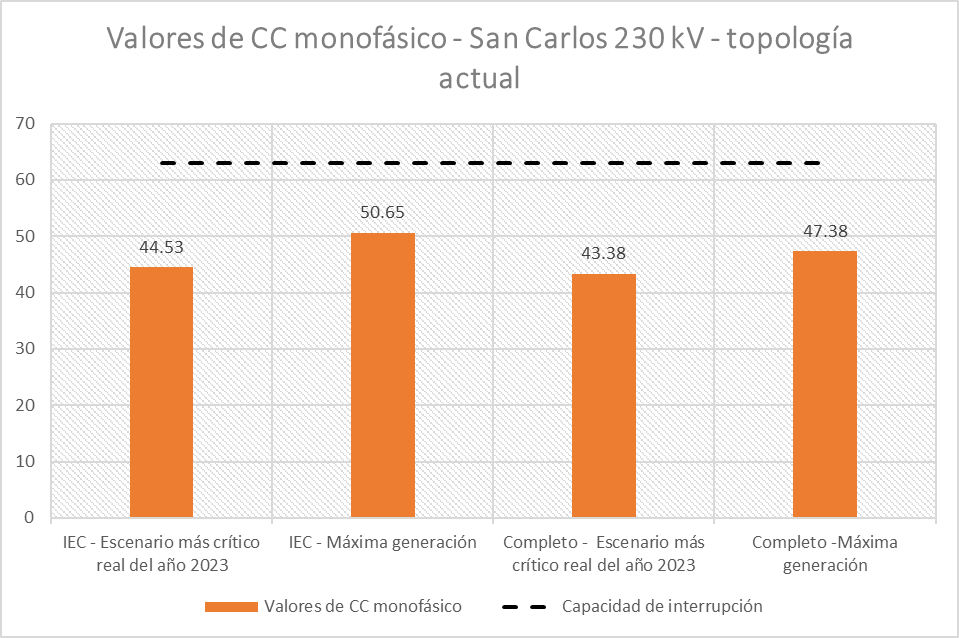 Valores de CC monofásico - San Carlos 230 kV - topología
actual
70
60
50
40
30
20
10
0
44.53
50.65
43.38
47.38
IEC - Escenario más crítico
real del año 2023
IEC - Máxima generación
Completo -  Escenario más
crítico real del año 2023
Completo -Máxima
generación
Valores de CC monofásico
Capacidad de interrupción